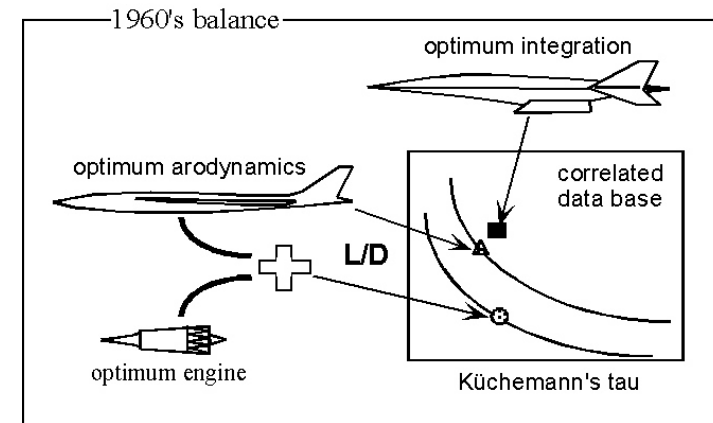 1960's balance
optimum integration
optimum arodynamics
correlated
data base
L/D
optimum engine
Küchemann's tau